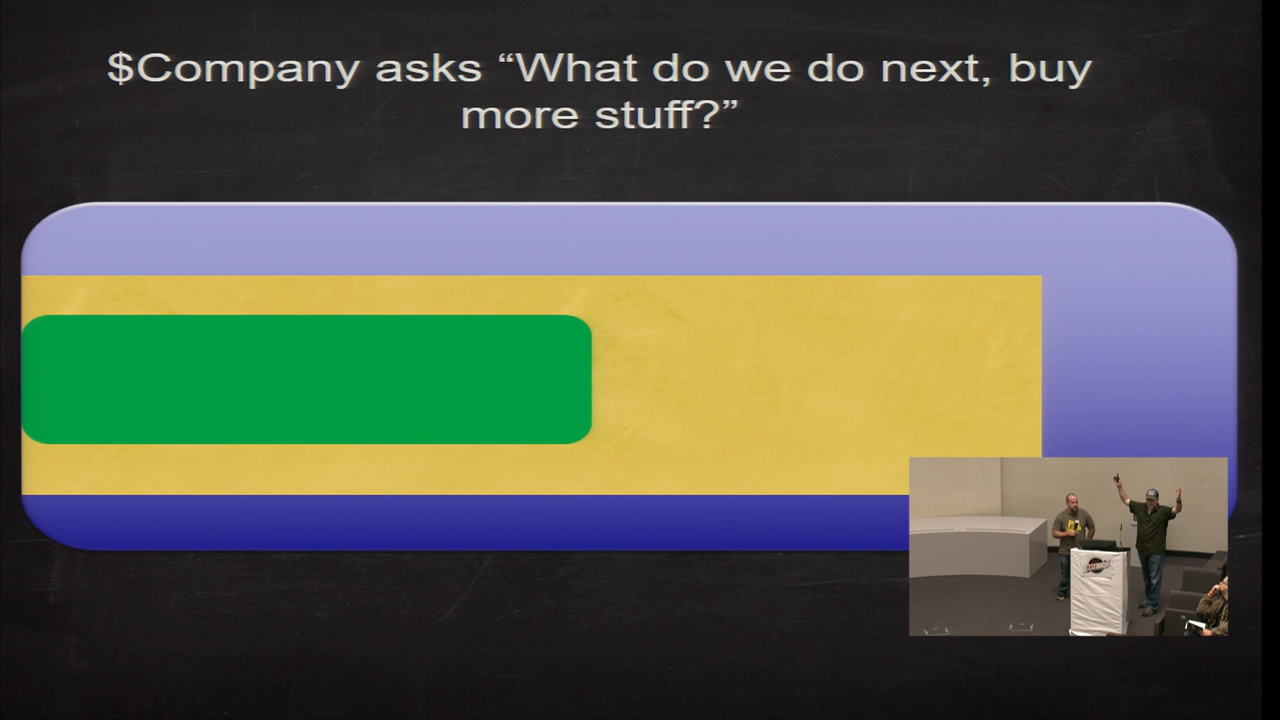 $Company asks “What do we do next, buy
more stuff?”